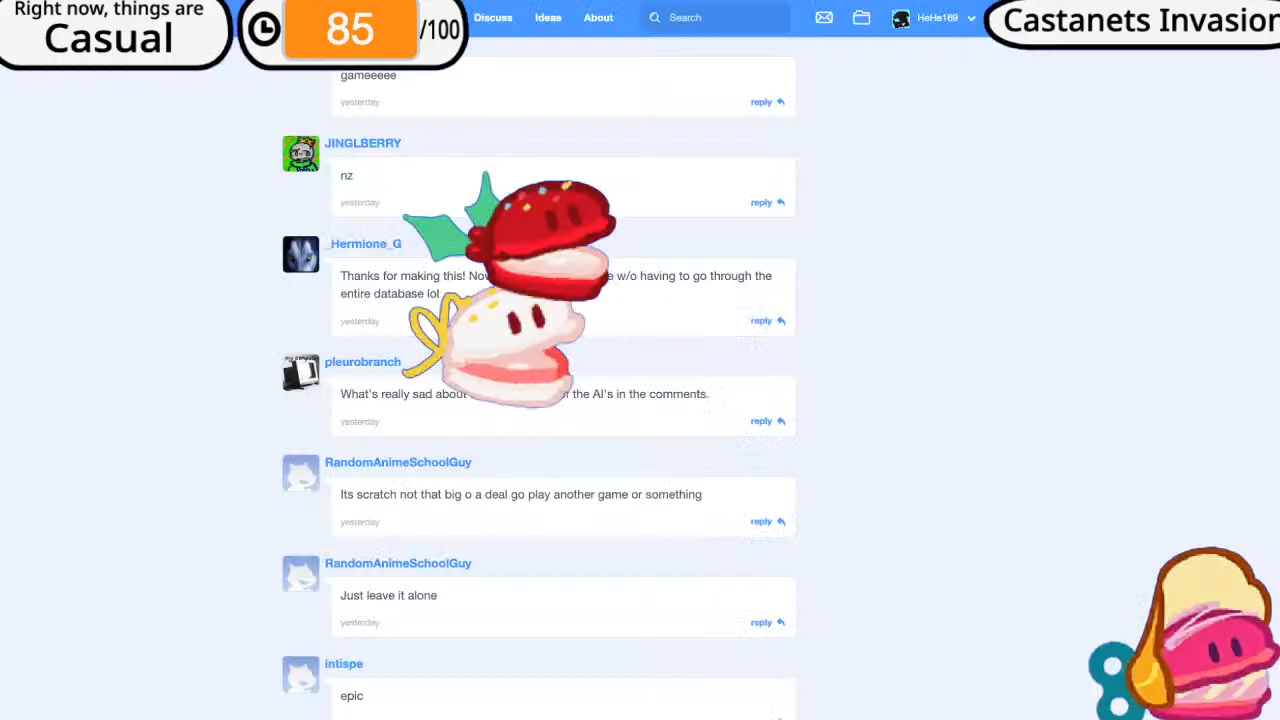 Right now, things are
Casual
85
/100
Discuss
Ideas
About
Search
HeHe169
Castanets Invasion
gameeeee
yesterday
reply
JINGLBERRY
nz
yesterday
reply
_Hermione_G
Thanks for making this! Now w/o having to go through the
entire database lol
yesterday
reply
pleurobranch
What's really sad about the AI's in the comments.
yesterday
reply
RandomAnimeSchoolGuy
Its scratch not that big o a deal go play another game or something
yesterday
reply
RandomAnimeSchoolGuy
Just leave it alone
yesterday
reply
intispe
epic